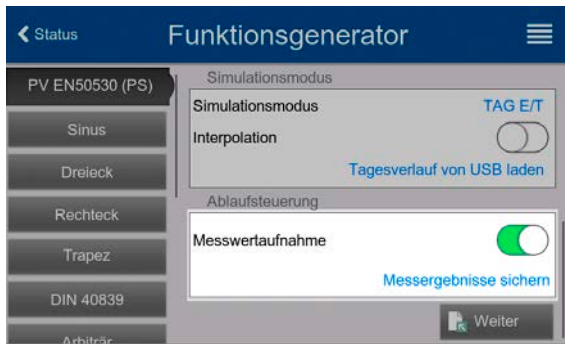 Status
Funktionsgenerator
PV EN50530 (PS)
Sinus
Dreieck
Rechteck
Trapez
DIN 40839
Arbiträr
Simulationsmodus
Simulationsmodus TAG E/T
Interpolation
Tagesverlauf von USB laden
Ablaufsteuerung
Messwertaufnahme
Messergebnisse sichern
Weiter